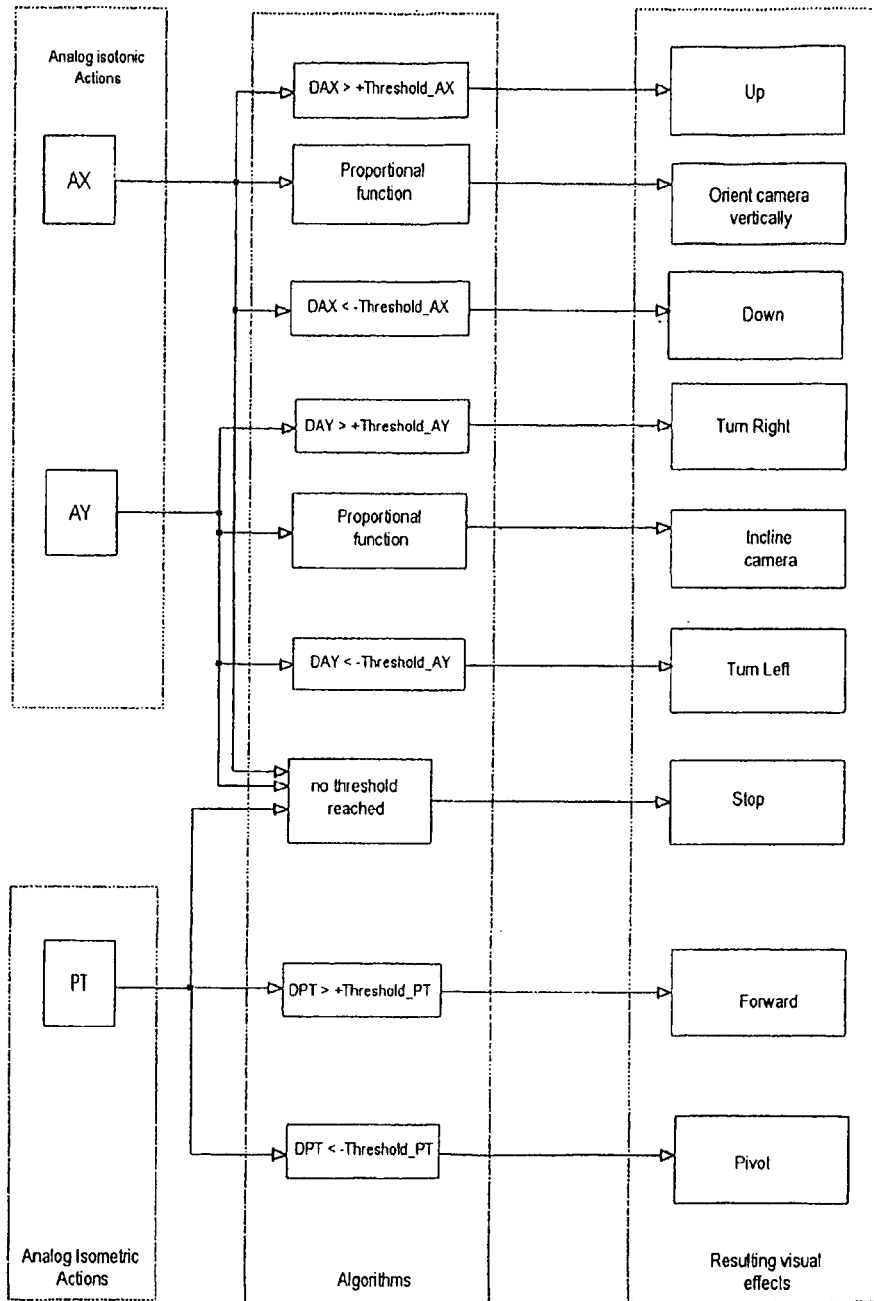 Analog isotonic
Actions
DAX > +Threshold_AX
Up
AX
Proportional
function
Orient camera
vertically
DAX < -Threshold_AX
Down
DAY > +Threshold_AY
Turn Right
AY
Proportional
function
Incline
camera
DAY < -Threshold_AY
Turn Left
no threshold
reached
Stop
PT
DPT > +Threshold_PT
Forward
DPT < -Threshold_PT
Pivot
Analog Isometric
Actions
Algorithms
Resulting visual
effects